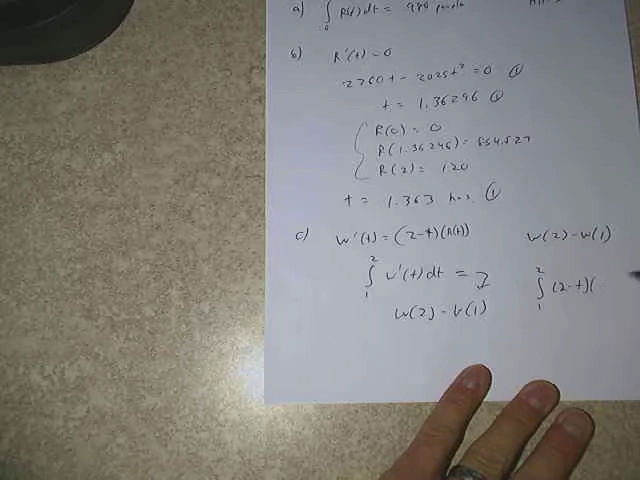 a) ∫₀ R(t)dt = 980 people
b) R'(t) = 0
2760t - 2025t² = 0 ①
t = 1.36296 ①
R(0) = 0
R(1.36296) = 854.527
R(2) = 120
t = 1.363 hrs. ①
c) W'(t) = (2-t)(R(t)) W(2) - W(1)
∫₁² W'(t)dt = ∫₁² (2-t)(
W(2) - W(1)